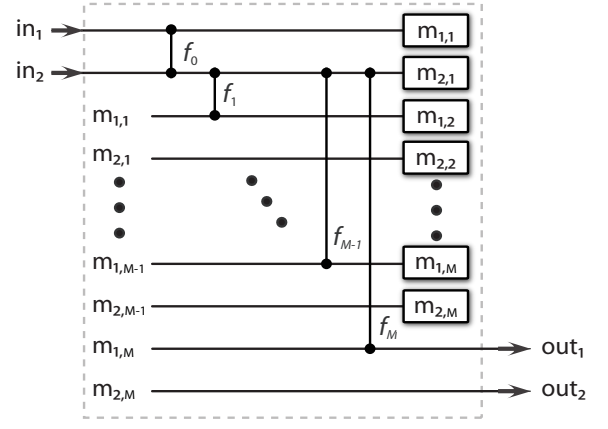 in₁ m₁,₁
f₀
in₂ m₂,₁
f₁
m₁,₁ m₁,₂
m₂,₁ m₂,₂
f_M-1
m₁,M-1 m₁,M
m₂,M-1 m₂,M
f_M
m₁,M out₁
m₂,M out₂